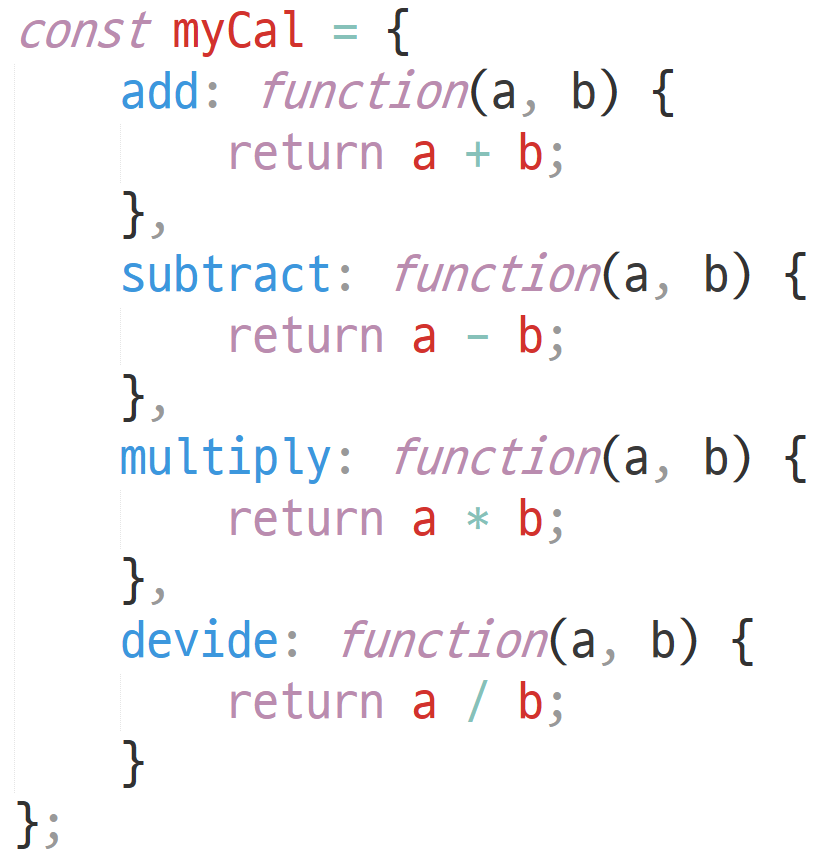 const myCal = {
    add: function(a, b) {
        return a + b;
    },
    subtract: function(a, b) {
        return a - b;
    },
    multiply: function(a, b) {
        return a * b;
    },
    devide: function(a, b) {
        return a / b;
    }
};